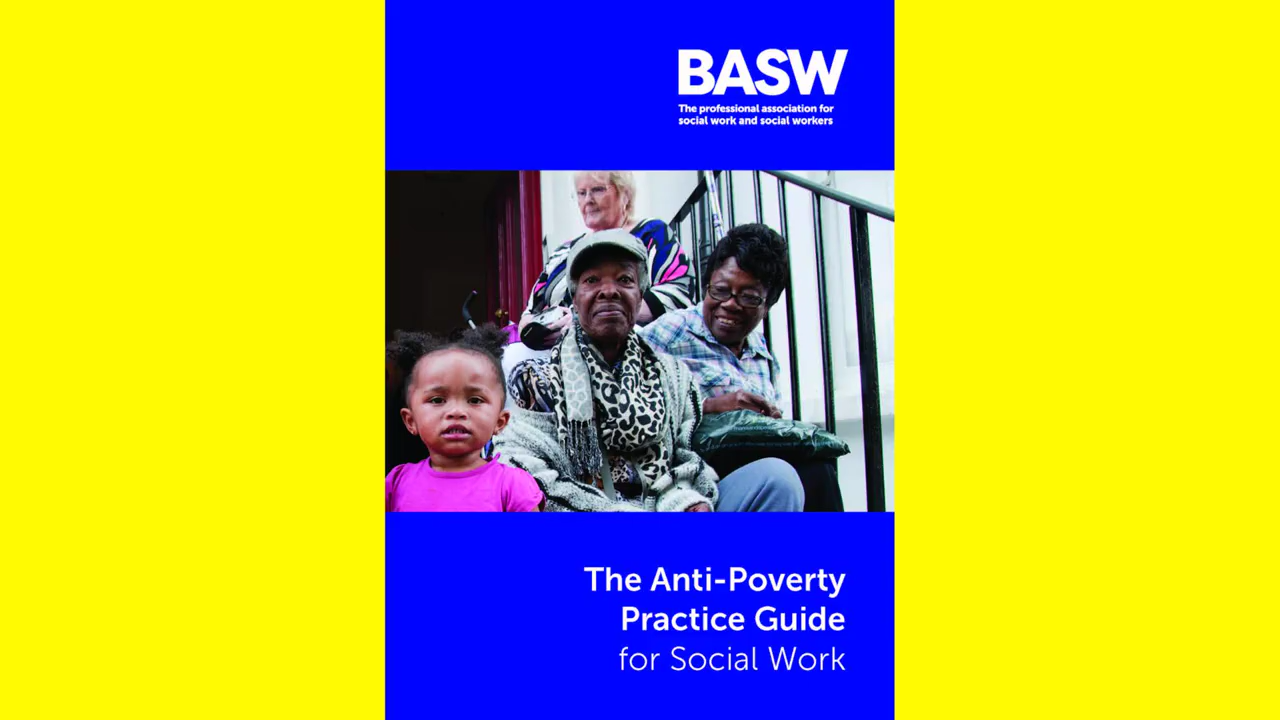 BASW
The professional association for
social work and social workers
The Anti-Poverty
Practice Guide
for Social Work